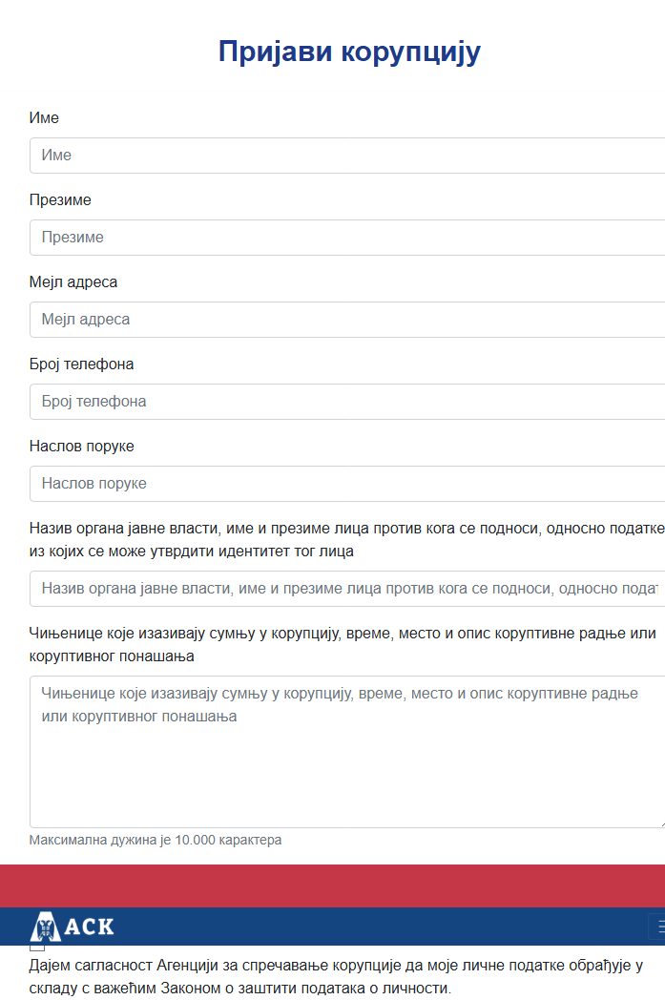 Пријави корупцију
Име
Име
Презиме
Презиме
Мејл адреса
Мејл адреса
Број телефона
Број телефона
Наслов поруке
Наслов поруке
Назив органа јавне власти, име и презиме лица против кога се подноси, односно податке
из којих се може утврдити идентитет тог лица
Назив органа јавне власти, име и презиме лица против кога се подноси, односно подат
Чињенице које изазивају сумњу у корупцију, време, место и опис коруптивне радње или
коруптивног понашања
Чињенице које изазивају сумњу у корупцију, време, место и опис коруптивне радње
или коруптивног понашања
Максимална дужина је 10.000 карактера
АСК
Дајем сагласност Агенцији за спречавање корупције да моје личне податке обрађује у
складу с важећим Законом о заштити података о личности.